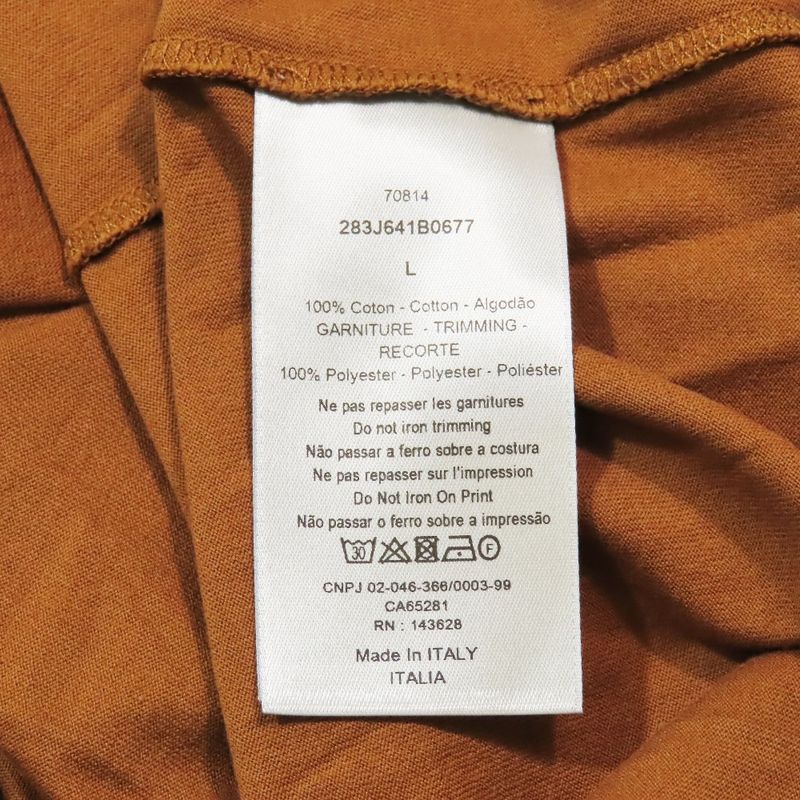 70814
283J641B0677
L
100% Coton - Cotton - Algodão
GARNITURE - TRIMMING -
RECORTE
100% Polyester - Polyester - Poliéster
Ne pas repasser les garnitures
Do not iron trimming
Não passar a ferro sobre a costura
Ne pas repasser sur l'impression
Do Not Iron On Print
Não passar o ferro sobre a impressão
30 F
CNPJ 02-046-366/0003-99
CA65281
RN : 143628
Made In ITALY
ITALIA